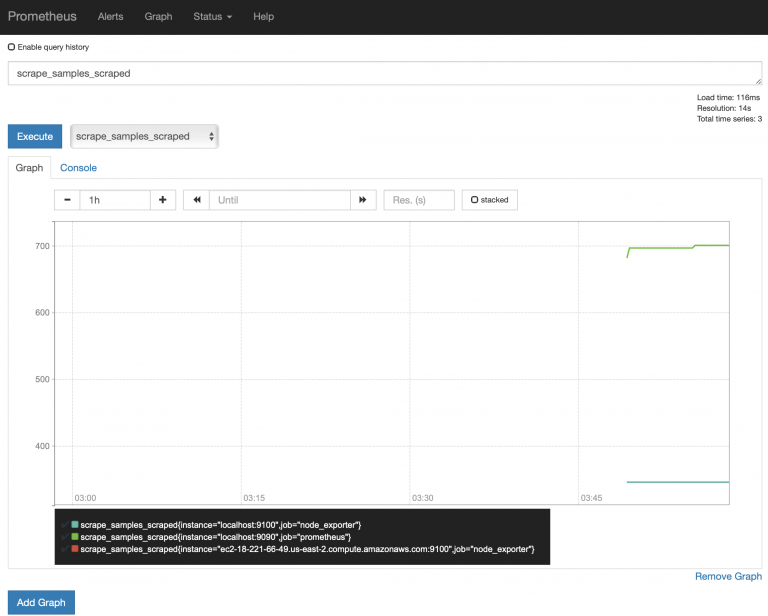 Prometheus Alerts Graph Status Help
Enable query history
scrape_samples_scraped
Load time: 116ms
Resolution: 14s
Total time series: 3
Execute scrape_samples_scraped
Graph Console
1h Until Res. (s) stacked
700
600
500
400
03:00 03:15 03:30 03:45
scrape_samples_scraped{instance="localhost:9100",job="node_exporter"}
scrape_samples_scraped{instance="localhost:9090",job="prometheus"}
scrape_samples_scraped{instance="ec2-18-221-66-49.us-east-2.compute.amazonaws.com:9100",job="node_exporter"}
Remove Graph
Add Graph